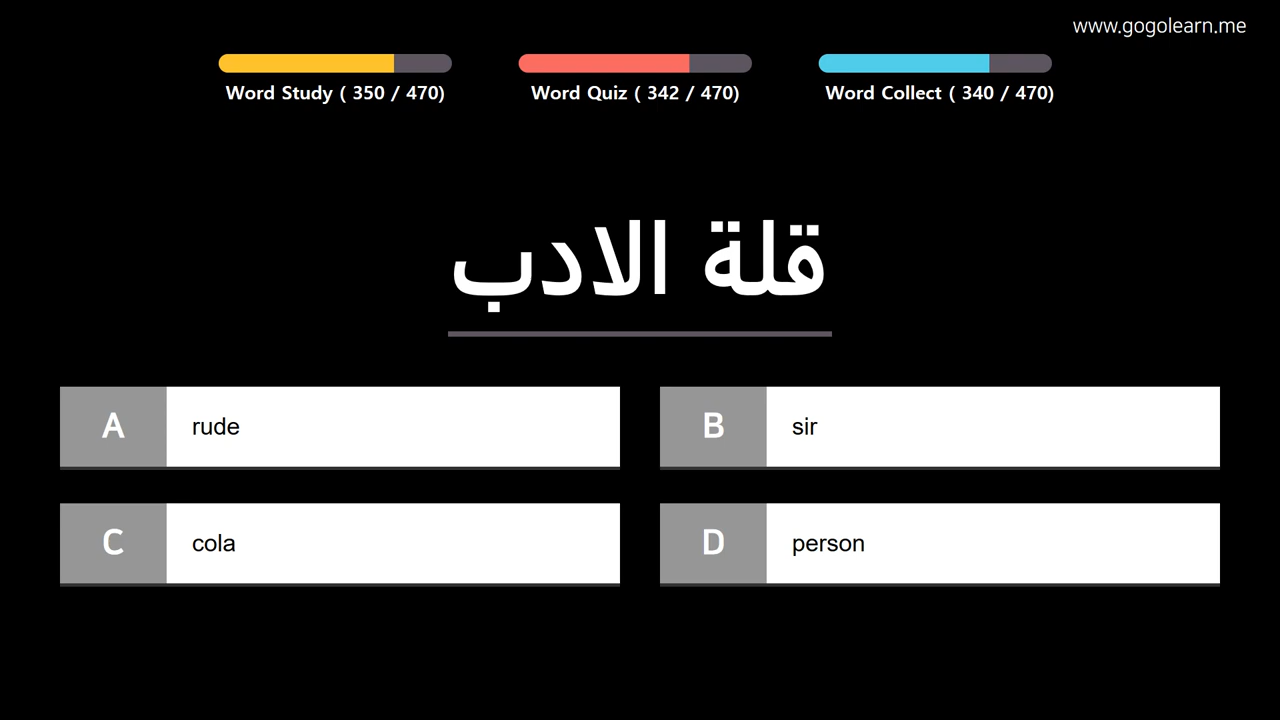 www.gogolearn.me
Word Study ( 350 / 470)
Word Quiz ( 342 / 470)
Word Collect ( 340 / 470)
قلة الادب
A rude
B sir
C cola
D person